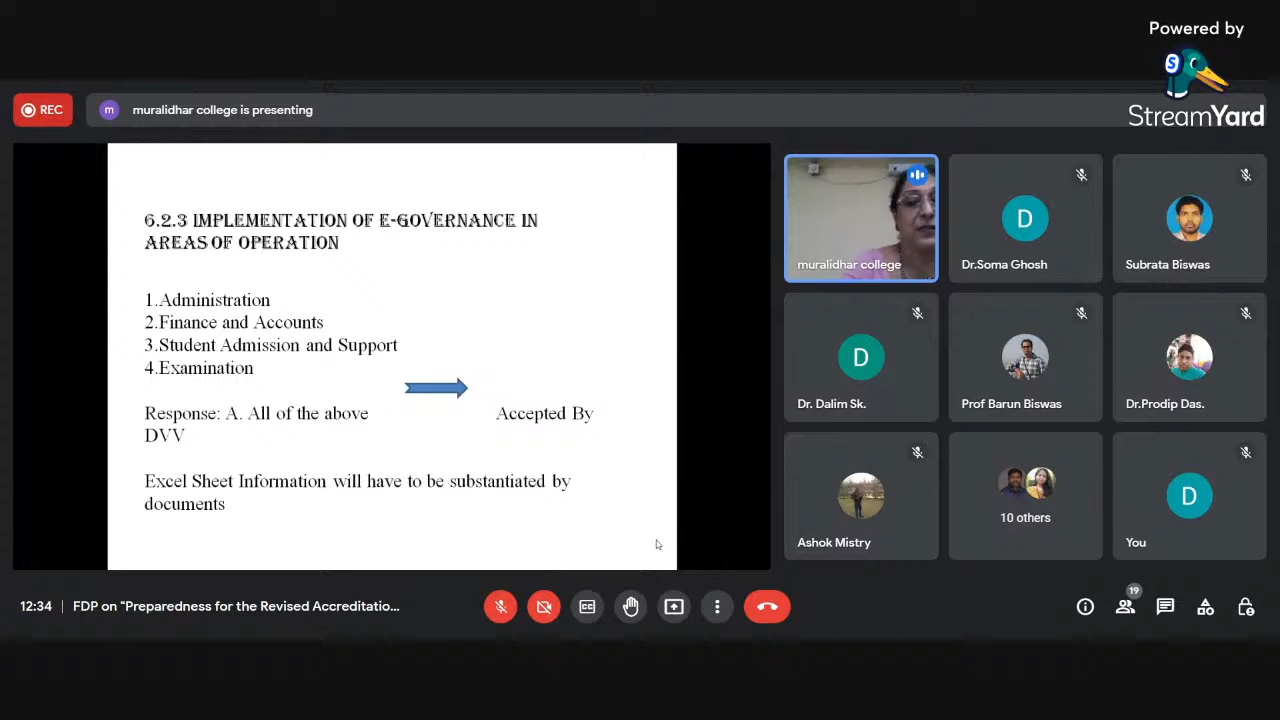 Powered by
StreamYard
REC
m
muralidhar college is presenting
6.2.3 IMPLEMENTATION OF E-GOVERNANCE IN
AREAS OF OPERATION
1.Administration
2.Finance and Accounts
3.Student Admission and Support
4.Examination
Response: A. All of the above Accepted By
DVV
Excel Sheet Information will have to be substantiated by
documents
muralidhar college
D
Dr.Soma Ghosh
Subrata Biswas
D
Dr. Dalim Sk.
Prof Barun Biswas
Dr.Prodip Das.
Ashok Mistry
10 others
D
You
12:34
FDP on "Preparedness for the Revised Accreditatio...
CC
19